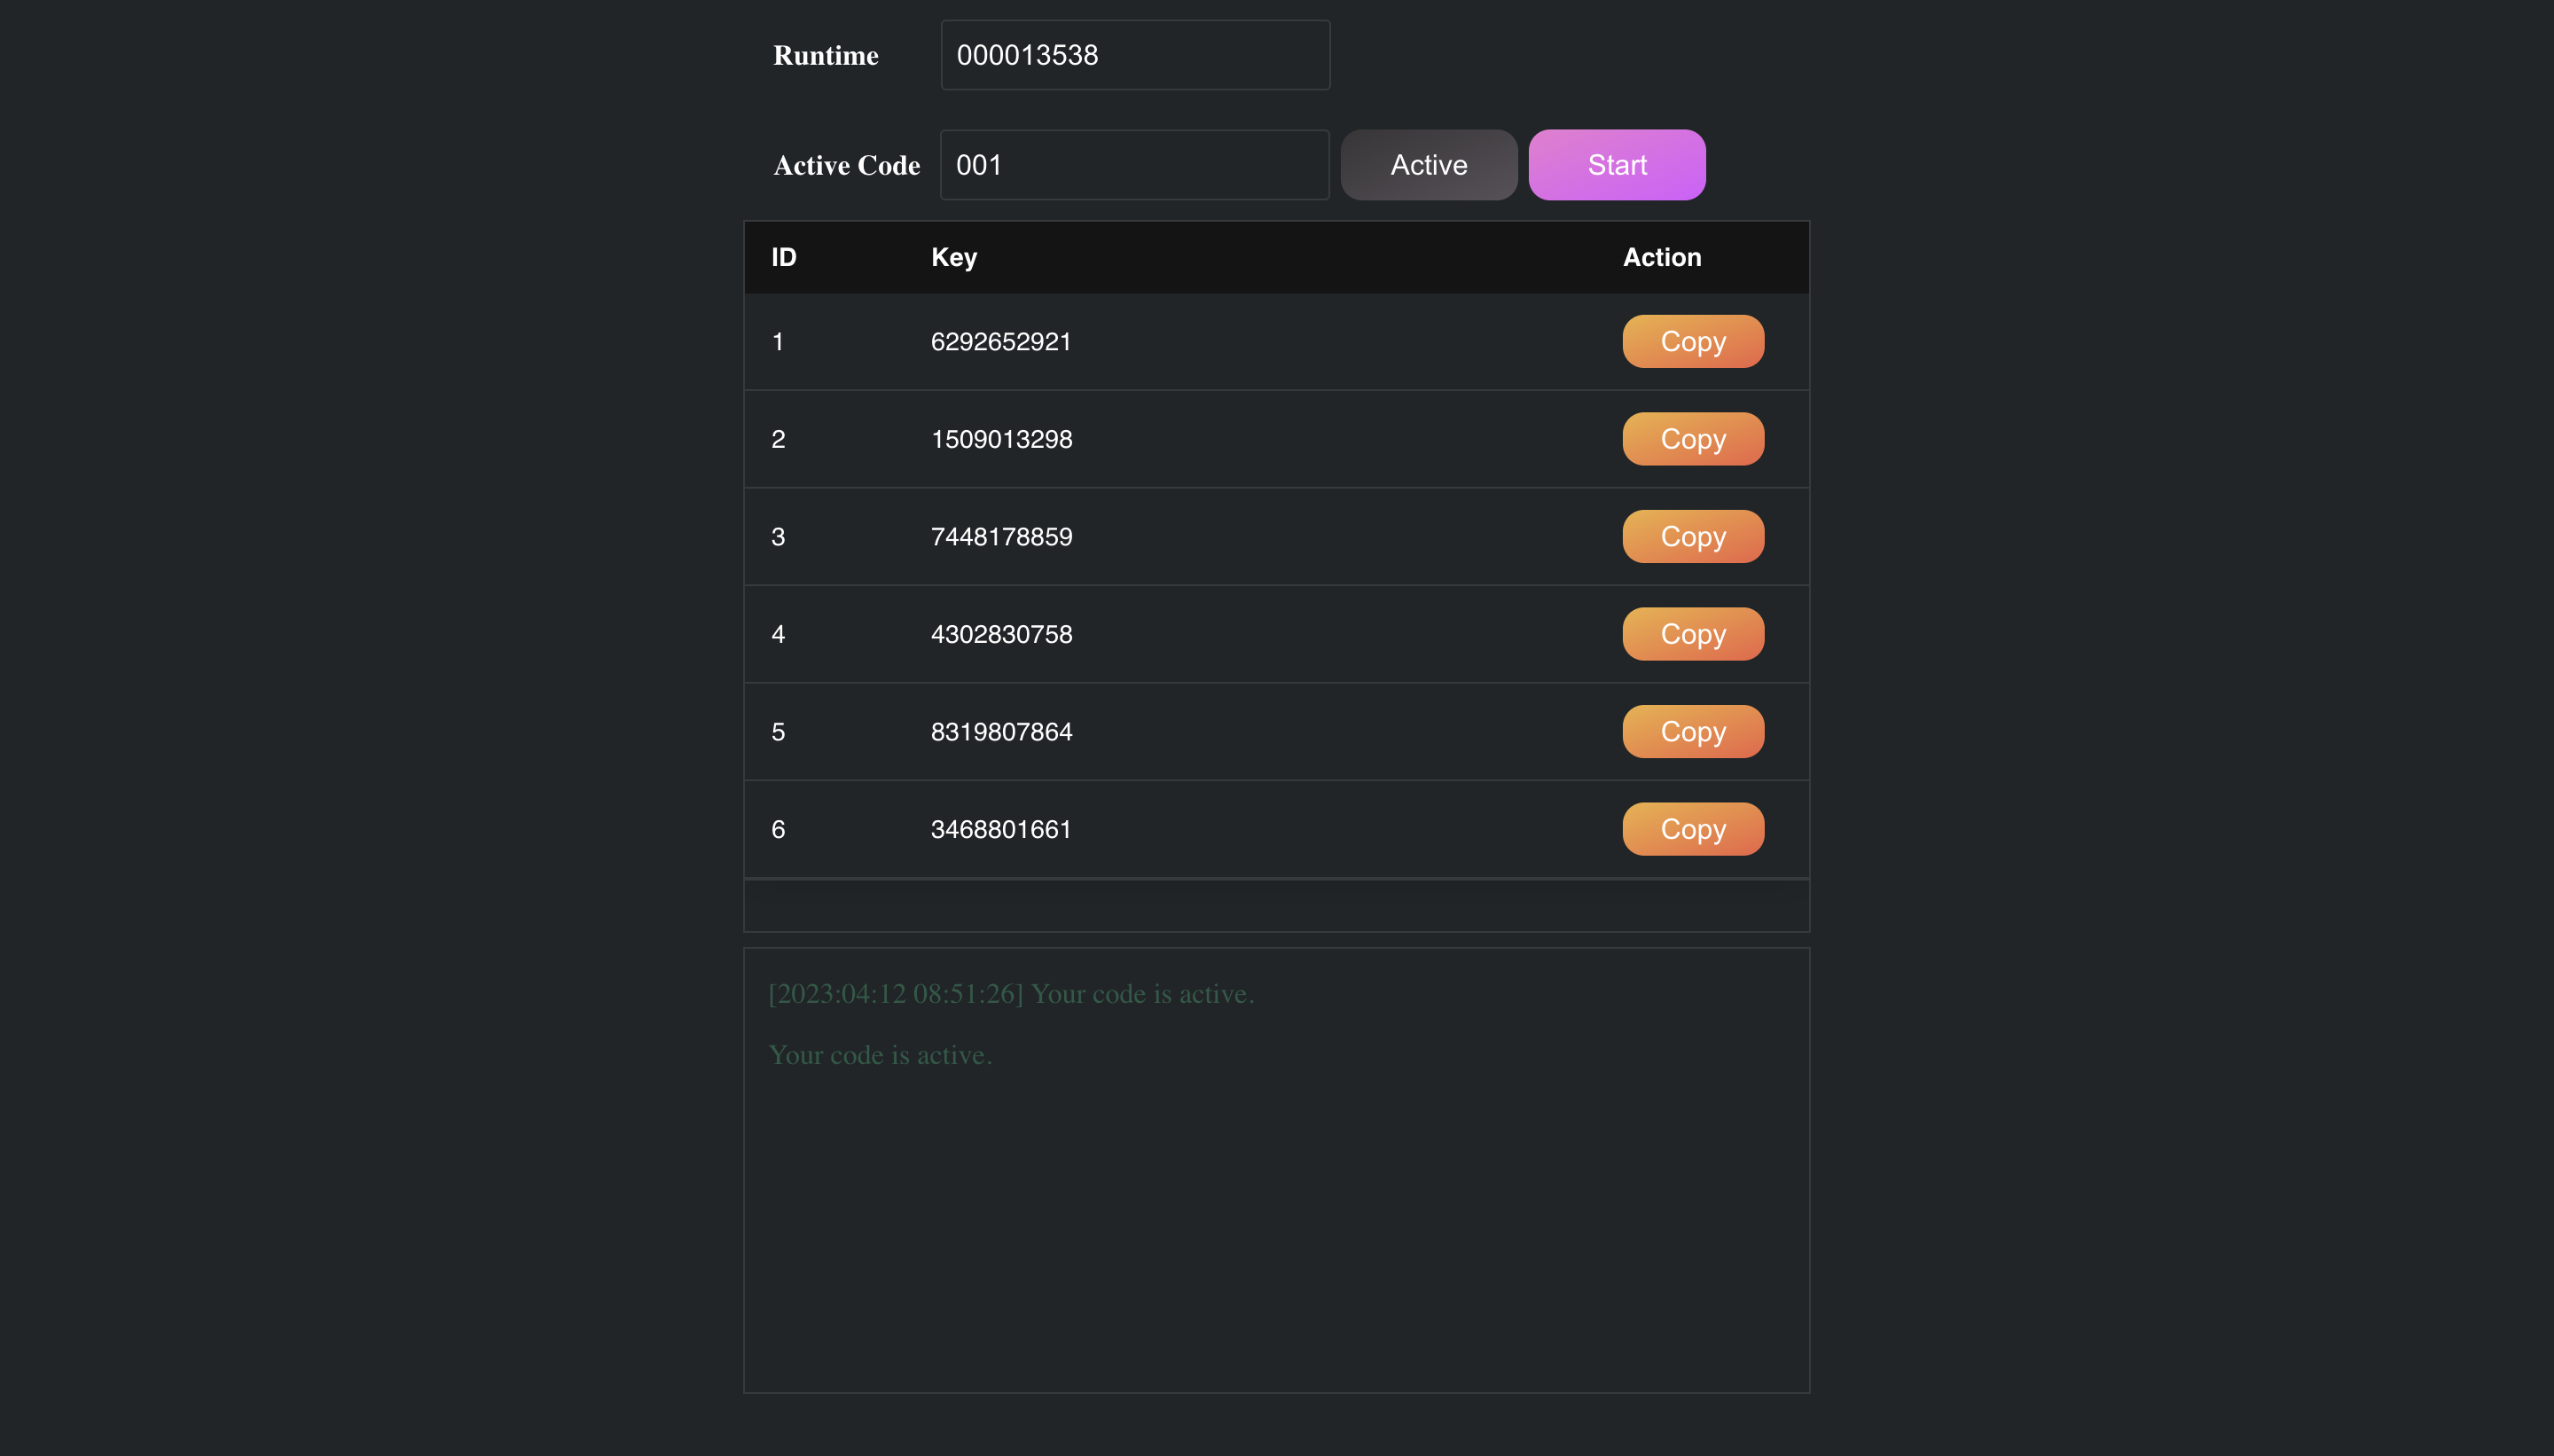 Runtime 000013538
Active Code 001 Active Start
ID Key Action
1 6292652921 Copy
2 1509013298 Copy
3 7448178859 Copy
4 4302830758 Copy
5 8319807864 Copy
6 3468801661 Copy
[2023:04:12 08:51:26] Your code is active.
Your code is active.